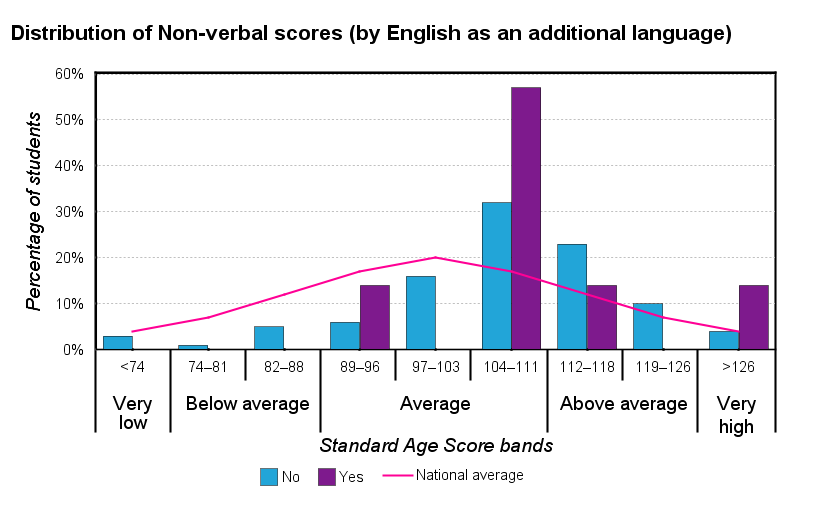 Distribution of Non-verbal scores (by English as an additional language)
Percentage of students
60%
50%
40%
30%
20%
10%
0%
<74 74–81 82–88 89–96 97–103 104–111 112–118 119–126 >126
Very low Below average Average Above average Very high
Standard Age Score bands
No Yes National average